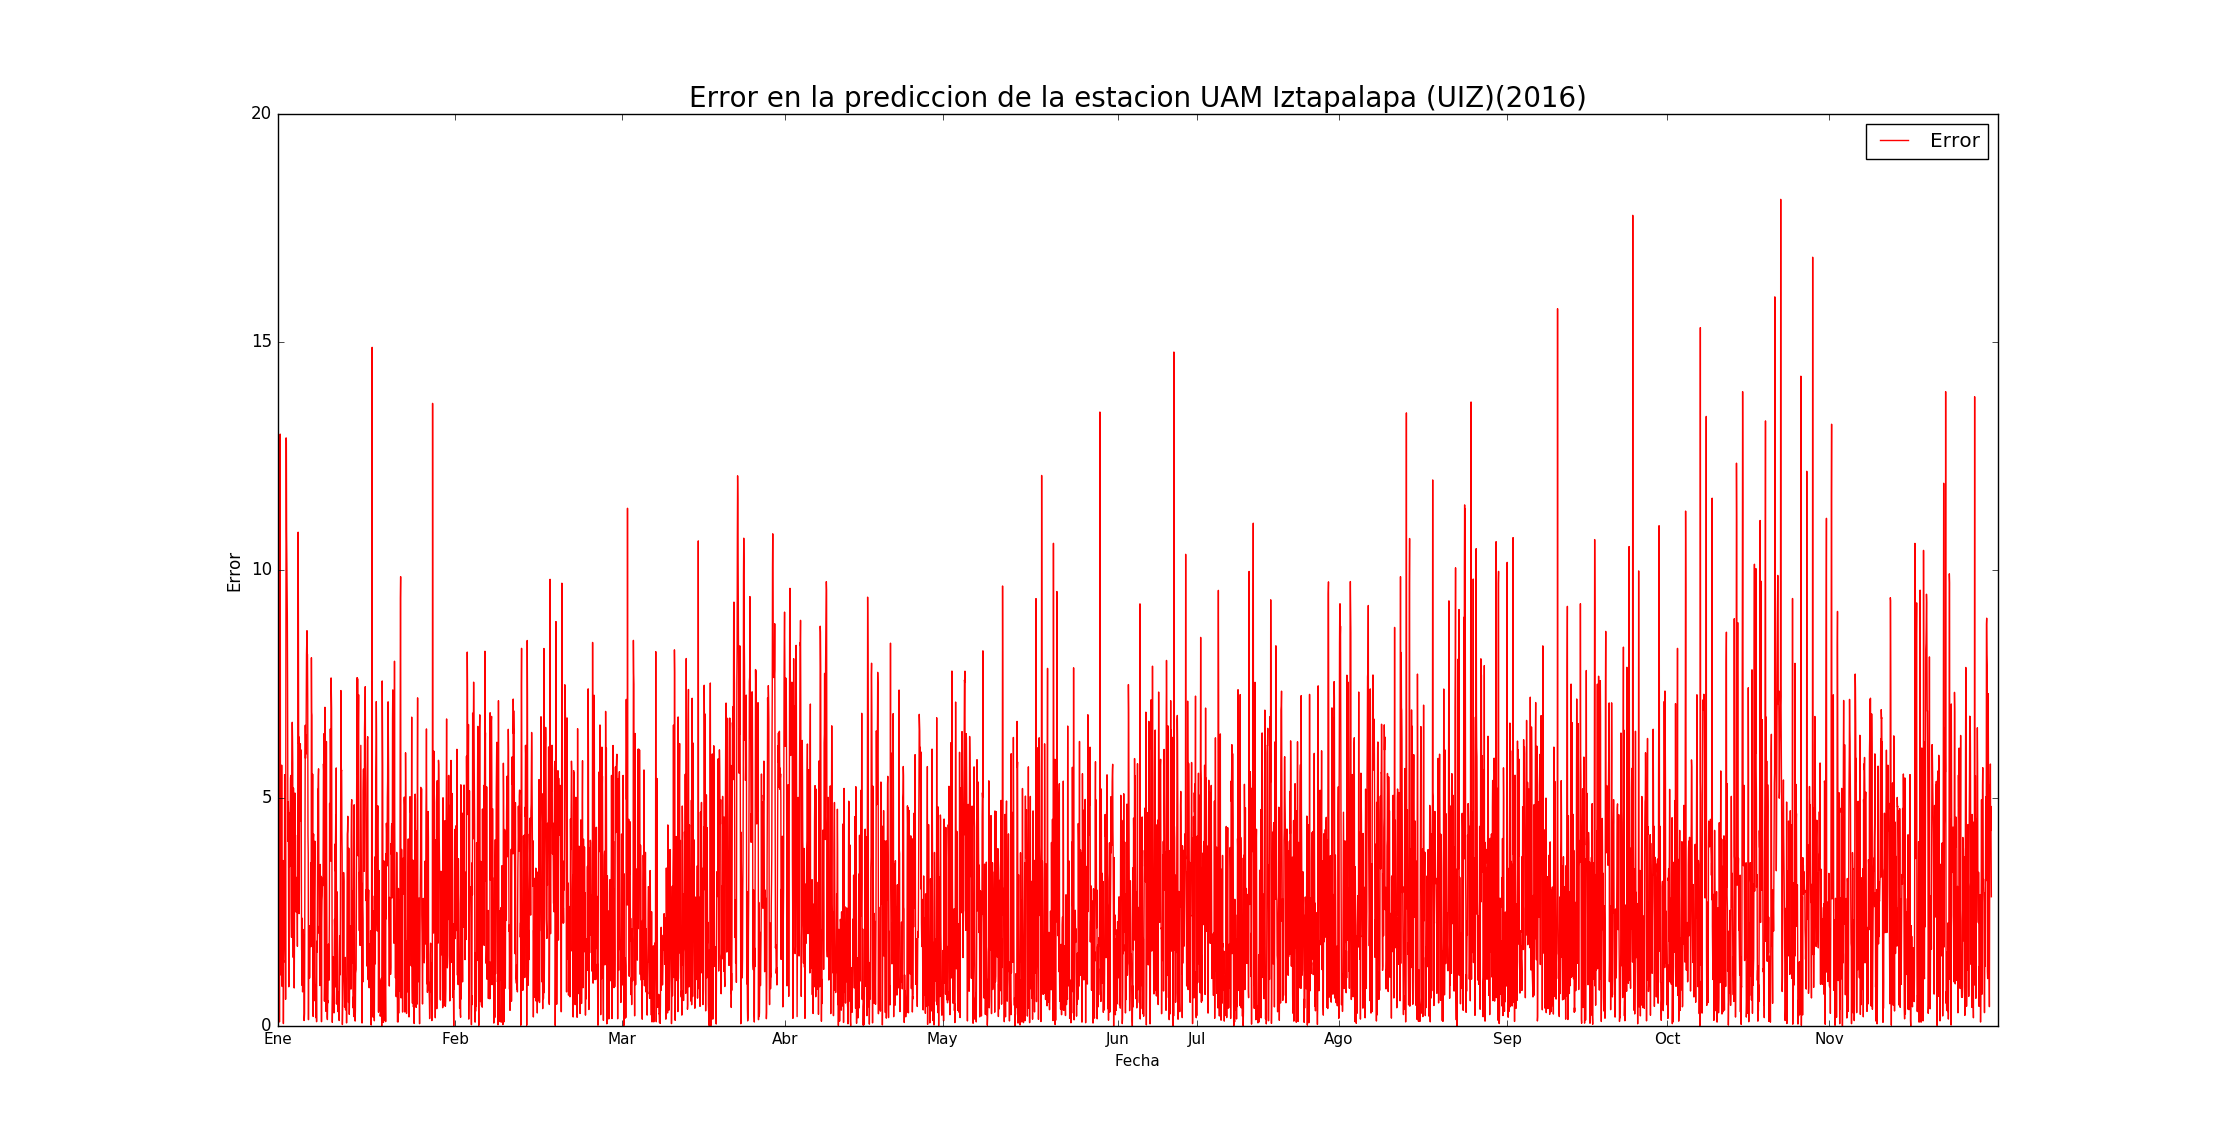 Error en la prediccion de la estacion UAM Iztapalapa (UIZ)(2016)
20
Error
15
10
Error
5
0
Ene Feb Mar Abr May Jun Jul Ago Sep Oct Nov
Fecha